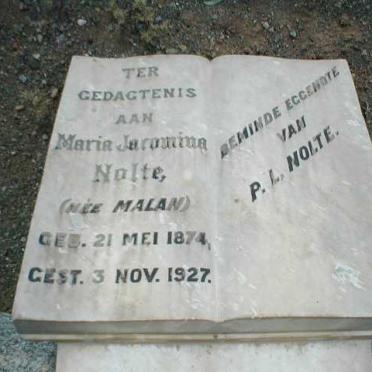 TER
GEDAGTENIS
AAN
Maria Jacomina
Nolte,
(NÉE MALAN)
GEB. 21 MEI 1874,
GEST. 3 NOV. 1927.
BEMINDE EGGENOTE
VAN
P. L. NOLTE.